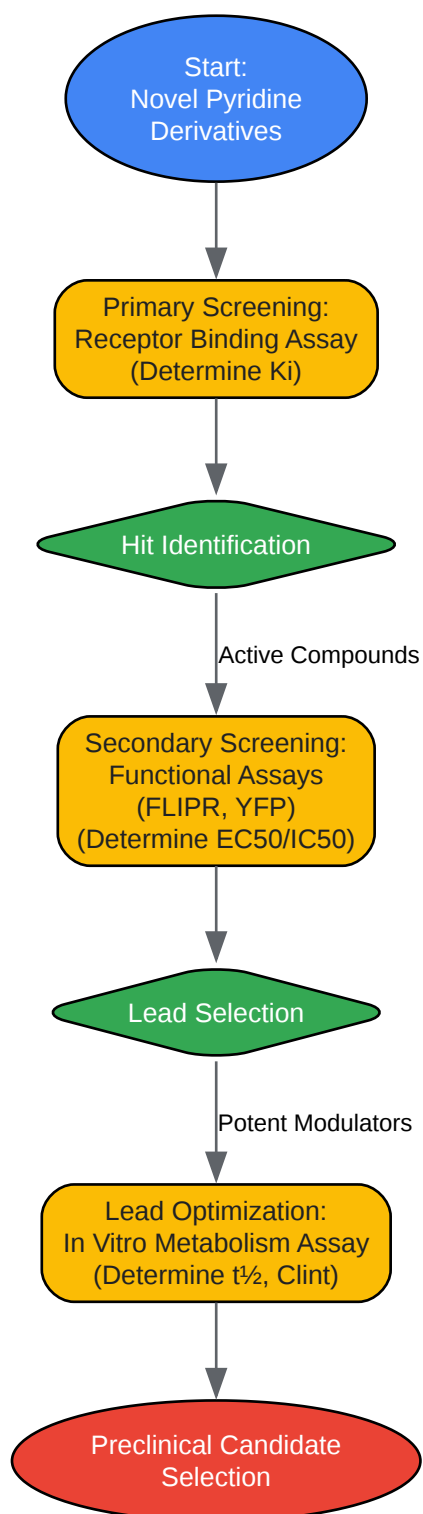 Start:
Novel Pyridine
Derivatives
Primary Screening:
Receptor Binding Assay
(Determine Ki)
Hit Identification
Active Compounds
Secondary Screening:
Functional Assays
(FLIPR, YFP)
(Determine EC50/IC50)
Lead Selection
Potent Modulators
Lead Optimization:
In Vitro Metabolism Assay
(Determine t½, Clint)
Preclinical Candidate
Selection